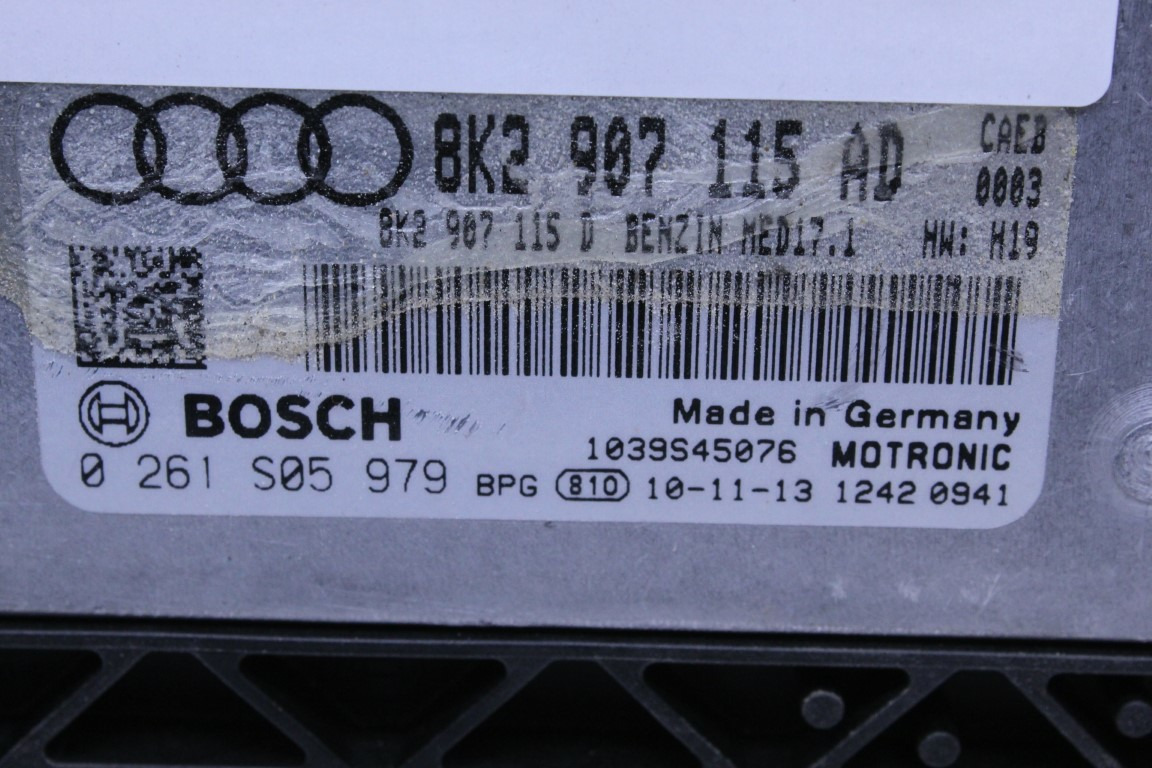 8K2 907 115 AD CAEB
0003
8K2 907 115 D BENZIN MED17.1 HW: H19
BOSCH Made in Germany
1039S45076 MOTRONIC
0 261 S05 979 BPG 810 10-11-13 1242 0941